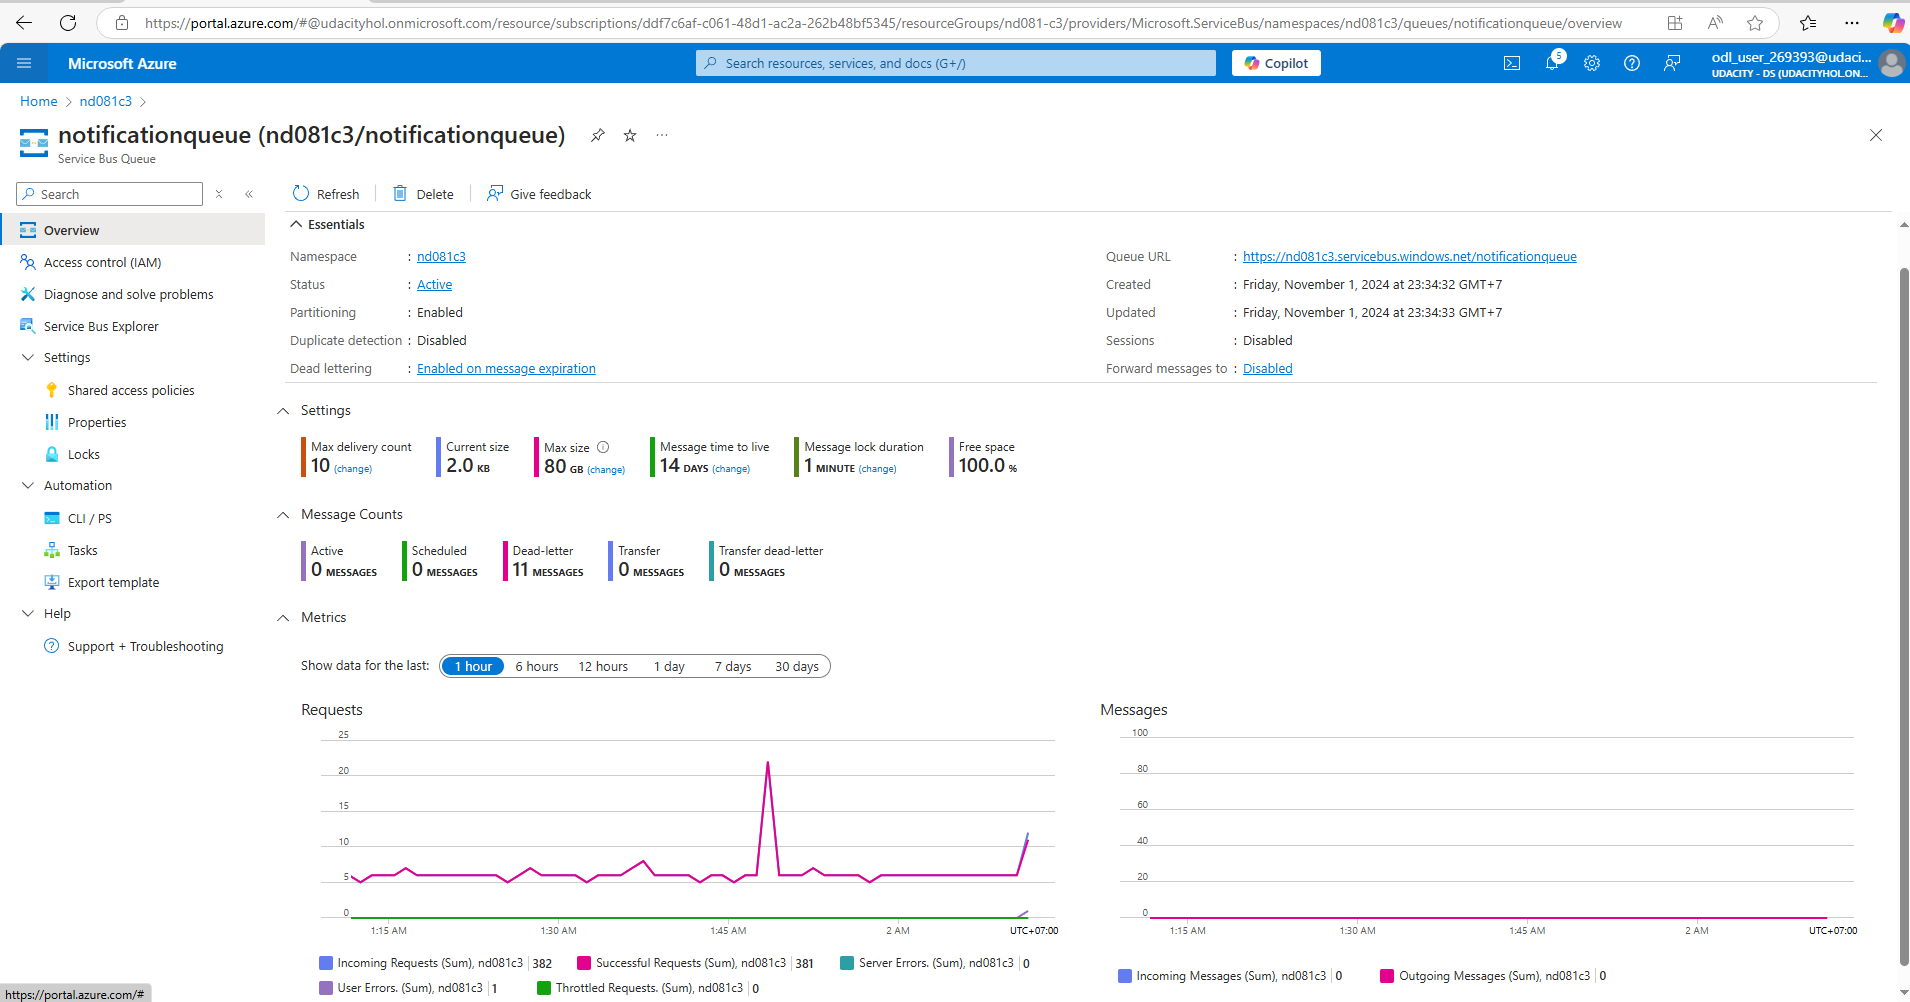 https://portal.azure.com/#@udacityhol.onmicrosoft.com/resource/subscriptions/ddf7c6af-c061-48d1-ac2a-262b48bf5345/resourceGroups/nd081-c3/providers/Microsoft.ServiceBus/namespaces/nd081c3/queues/notificationqueue/overview
Microsoft Azure
Search resources, services, and docs (G+/)
Copilot
5
odl_user_269393@udaci...
UDACITY - DS (UDACITYHOL.ON...
Home > nd081c3 >
notificationqueue (nd081c3/notificationqueue)
Service Bus Queue
Search
Refresh
Delete
Give feedback
Overview
Access control (IAM)
Diagnose and solve problems
Service Bus Explorer
Settings
Shared access policies
Properties
Locks
Automation
CLI / PS
Tasks
Export template
Help
Support + Troubleshooting
Essentials
Namespace : nd081c3
Status : Active
Partitioning : Enabled
Duplicate detection : Disabled
Dead lettering : Enabled on message expiration
Queue URL : https://nd081c3.servicebus.windows.net/notificationqueue
Created : Friday, November 1, 2024 at 23:34:32 GMT+7
Updated : Friday, November 1, 2024 at 23:34:33 GMT+7
Sessions : Disabled
Forward messages to : Disabled
Settings
Max delivery count
10 (change)
Current size
2.0 KB
Max size
80 GB (change)
Message time to live
14 DAYS (change)
Message lock duration
1 MINUTE (change)
Free space
100.0 %
Message Counts
Active
0 MESSAGES
Scheduled
0 MESSAGES
Dead-letter
11 MESSAGES
Transfer
0 MESSAGES
Transfer dead-letter
0 MESSAGES
Metrics
Show data for the last: 1 hour 6 hours 12 hours 1 day 7 days 30 days
Requests
25
20
15
10
5
0
1:15 AM 1:30 AM 1:45 AM 2 AM UTC+07:00
Incoming Requests (Sum), nd081c3 382
Successful Requests (Sum), nd081c3 381
Server Errors. (Sum), nd081c3 0
User Errors. (Sum), nd081c3 1
Throttled Requests. (Sum), nd081c3 0
Messages
100
80
60
40
20
0
1:15 AM 1:30 AM 1:45 AM 2 AM UTC+07:00
Incoming Messages (Sum), nd081c3 0
Outgoing Messages (Sum), nd081c3 0
https://portal.azure.com/#